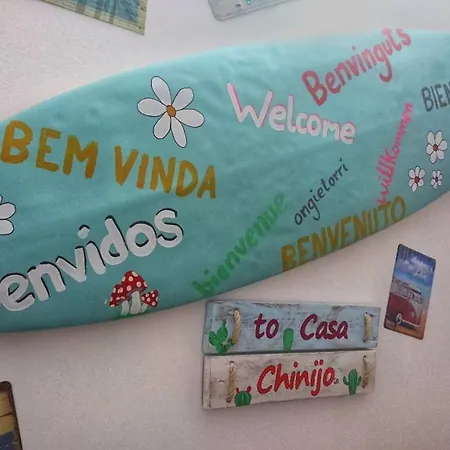 BEM VINDA
envidos
Welcome
Benvinguts
bienvenue
ongietorri
willkommen
BENVENUTO
BIEN
to Casa
Chinijo